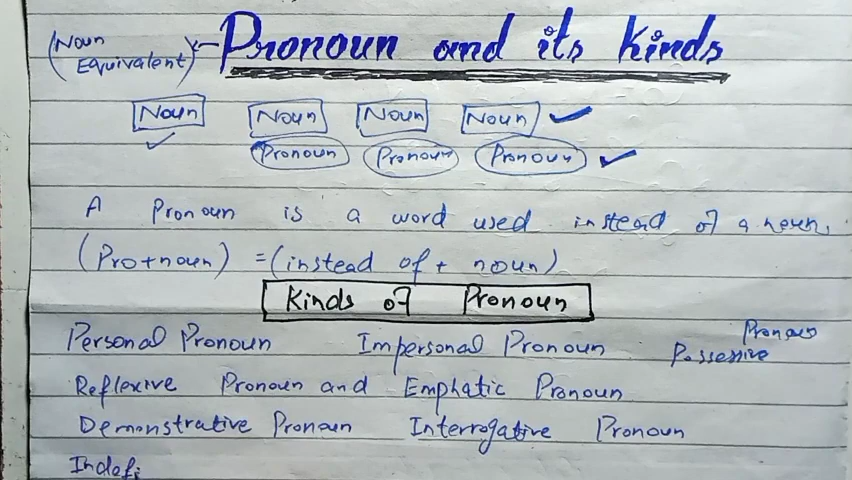 (Noun Equivalent) ← Pronoun and its Kinds
Noun Noun Noun Noun
Pronoun Pronoun Pronoun
A Pronoun is a word used instead of a noun.
(Pro+noun) = (instead of + noun)
Kinds of Pronoun
Personal Pronoun Impersonal Pronoun Possessive Pronoun
Reflexive Pronoun and Emphatic Pronoun
Demonstrative Pronoun Interrogative Pronoun
Indefi